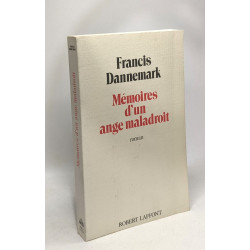 Francis
Dannemark
Mémoires
d'un
ange maladroit
roman
ROBERT LAFFONT